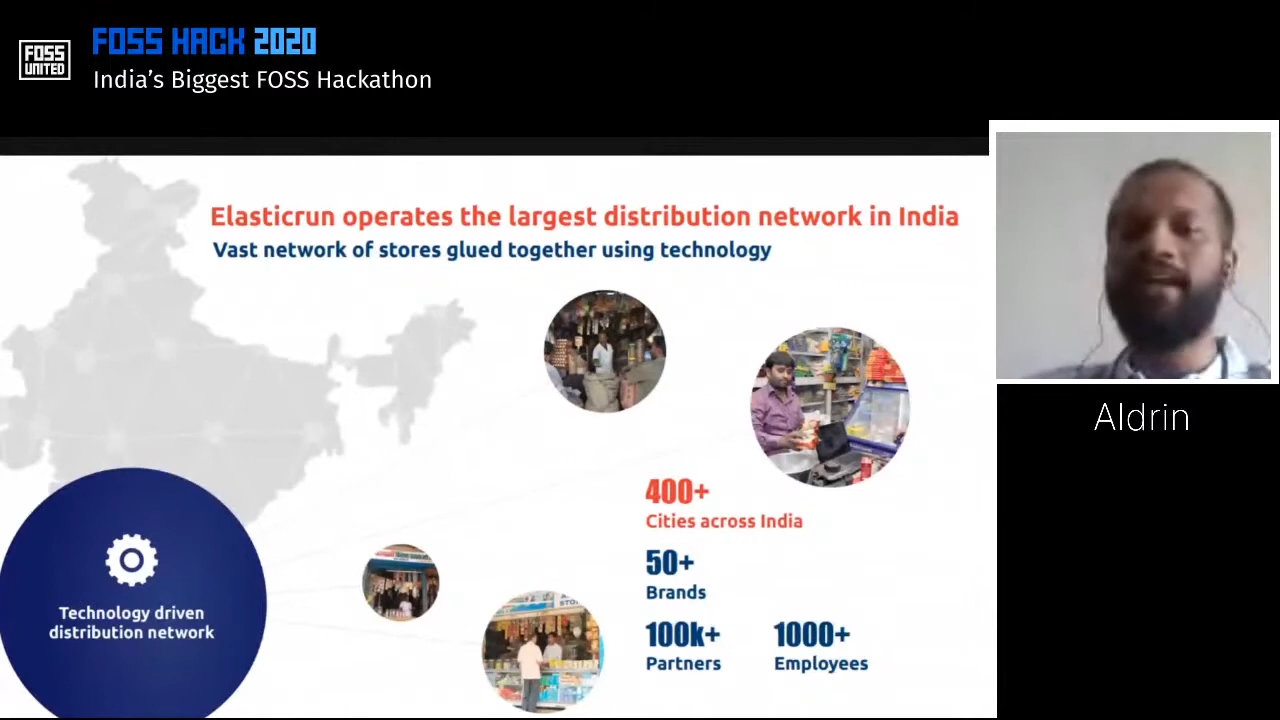 FOSS
UNITED
FOSS HACK 2020
India's Biggest FOSS Hackathon
Elasticrun operates the largest distribution network in India
Vast network of stores glued together using technology
400+
Cities across India
50+
Brands
100k+
Partners
1000+
Employees
Technology driven
distribution network
Aldrin